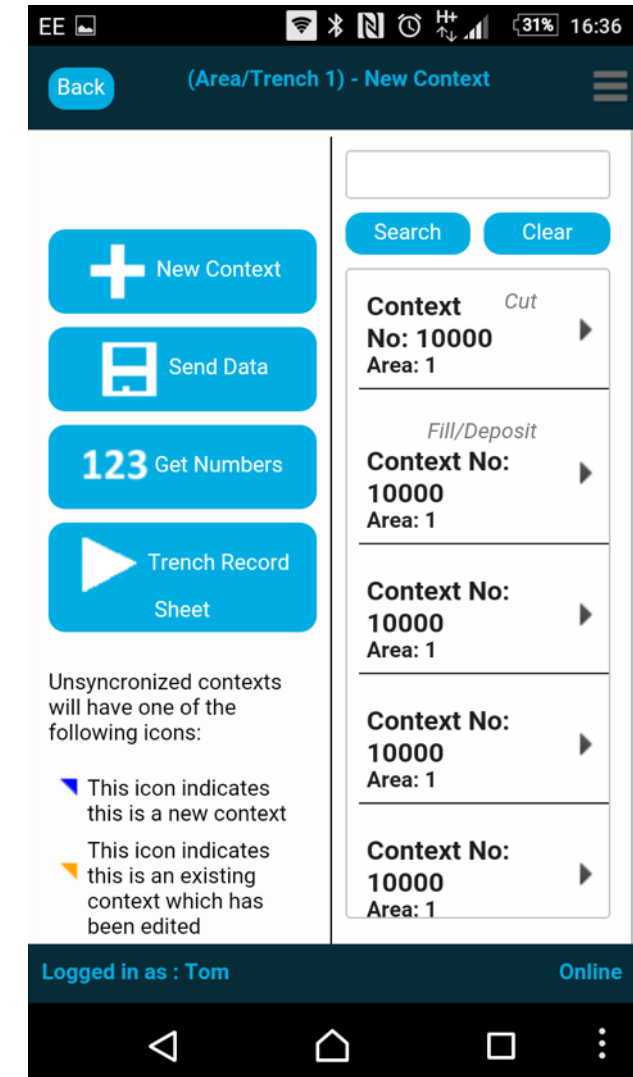 EE 31% 16:36
H+
Back (Area/Trench 1) - New Context
New Context
Send Data
123 Get Numbers
Trench Record
Sheet
Unsyncronized contexts
will have one of the
following icons:
This icon indicates
this is a new context
This icon indicates
this is an existing
context which has
been edited
Search Clear
Context Cut
No: 10000
Area: 1
Fill/Deposit
Context No:
10000
Area: 1
Context No:
10000
Area: 1
Context No:
10000
Area: 1
Context No:
10000
Area: 1
Logged in as : Tom Online